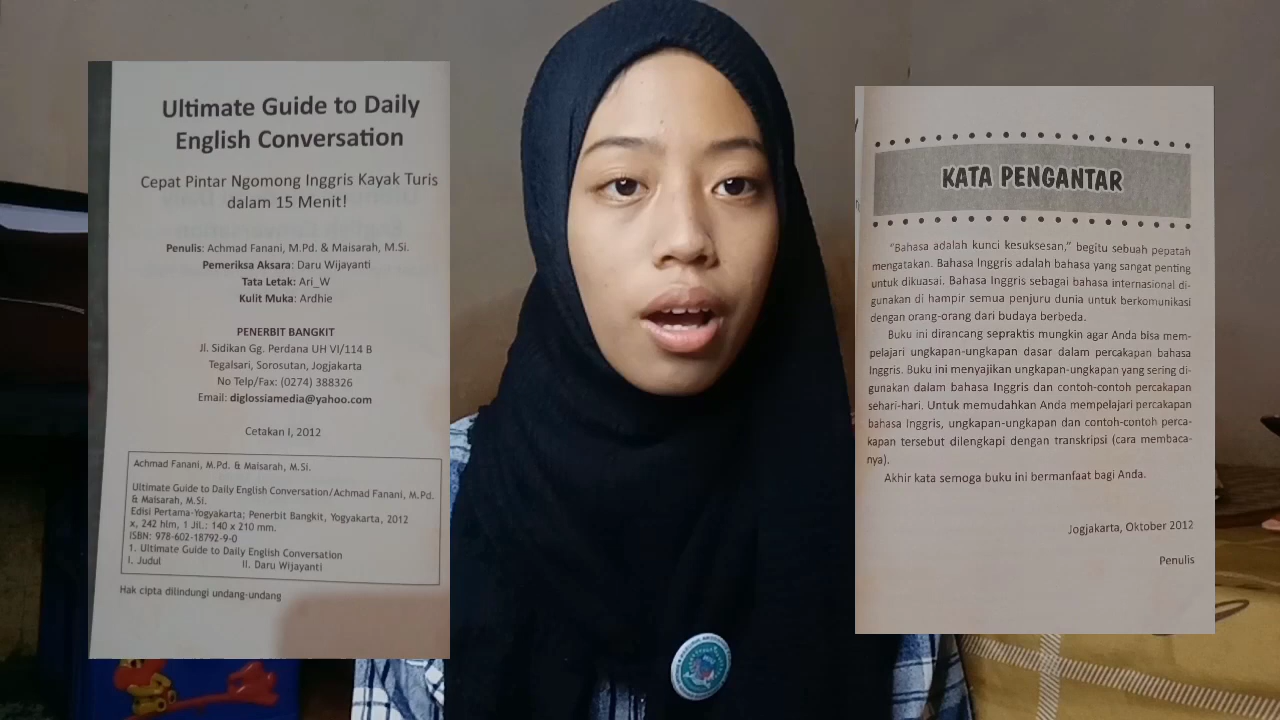 Ultimate Guide to Daily
English Conversation
Cepat Pintar Ngomong Inggris Kayak Turis
dalam 15 Menit!
Penulis: Achmad Fanani, M.Pd. & Maisarah, M.Si.
Pemeriksa Aksara: Daru Wijayanti
Tata Letak: Ari_W
Kulit Muka: Ardhie
PENERBIT BANGKIT
Jl. Sidikan Gg. Perdana UH VI/114 B
Tegalsari, Sorosutan, Jogjakarta
No Telp/Fax: (0274) 388326
Email: diglossiamedia@yahoo.com
Cetakan I, 2012
Achmad Fanani, M.Pd. & Maisarah, M.Si.
Ultimate Guide to Daily English Conversation/Achmad Fanani, M.Pd.
& Maisarah, M.Si.
Edisi Pertama-Yogyakarta; Penerbit Bangkit, Yogyakarta, 2012
x, 242 hlm, 1 Jil.: 140 x 210 mm.
ISBN: 978-602-18792-9-0
1. Ultimate Guide to Daily English Conversation
I. Judul II. Daru Wijayanti
Hak cipta dilindungi undang-undang
KATA PENGANTAR
"Bahasa adalah kunci kesuksesan," begitu sebuah pepatah
mengatakan. Bahasa Inggris adalah bahasa yang sangat penting
untuk dikuasai. Bahasa Inggris sebagai bahasa internasional di-
gunakan di hampir semua penjuru dunia untuk berkomunikasi
dengan orang-orang dari budaya berbeda.
Buku ini dirancang sepraktis mungkin agar Anda bisa mem-
pelajari ungkapan-ungkapan dasar dalam percakapan bahasa
Inggris. Buku ini menyajikan ungkapan-ungkapan yang sering di-
gunakan dalam bahasa Inggris dan contoh-contoh percakapan
sehari-hari. Untuk memudahkan Anda mempelajari percakapan
bahasa Inggris, ungkapan-ungkapan dan contoh-contoh perca-
kapan tersebut dilengkapi dengan transkripsi (cara membaca-
nya).
Akhir kata semoga buku ini bermanfaat bagi Anda.
Jogjakarta, Oktober 2012
Penulis